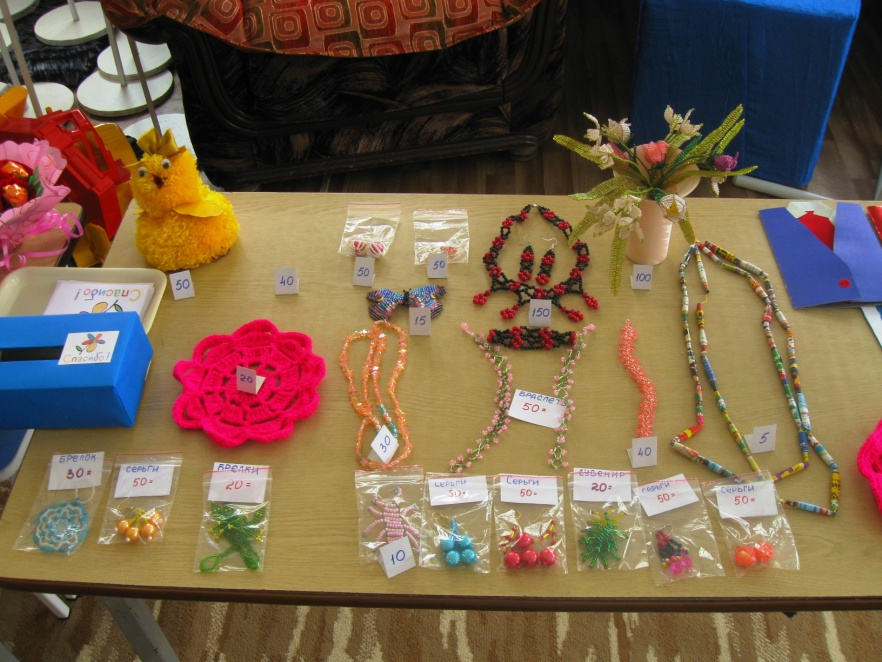 50
40
50
50
100
Спасибо!
Спасибо!
15
150
20
БРАСЛЕТЫ
50=
30
40
5
БРЕЛОК
30=
СЕРЬГИ
50=
БРЕЛКИ
20=
10
СЕРЬГИ
50=
СЕРЬГИ
50=
СУВЕНИР
20=
СЕРЬГИ
50=
СЕРЬГИ
50=